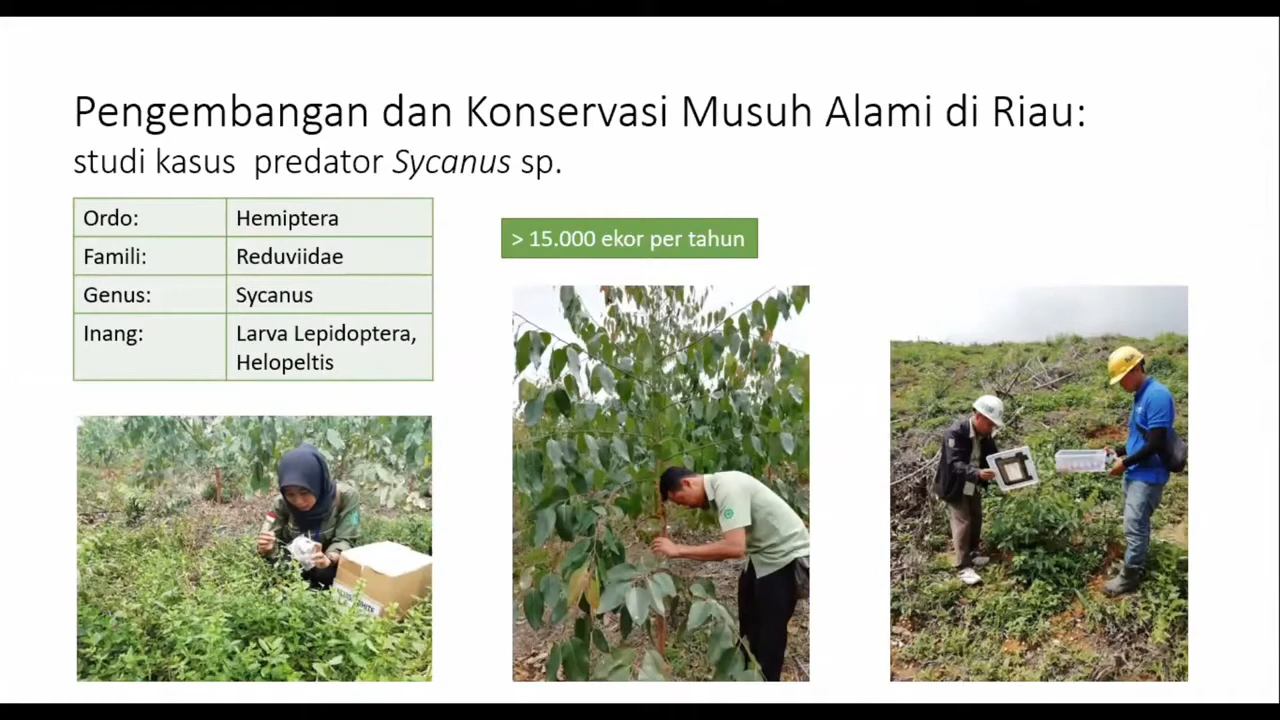 Pengembangan dan Konservasi Musuh Alami di Riau:
studi kasus predator Sycanus sp.
Ordo: Hemiptera
Famili: Reduviidae
Genus: Sycanus
Inang: Larva Lepidoptera,
Helopeltis
> 15.000 ekor per tahun